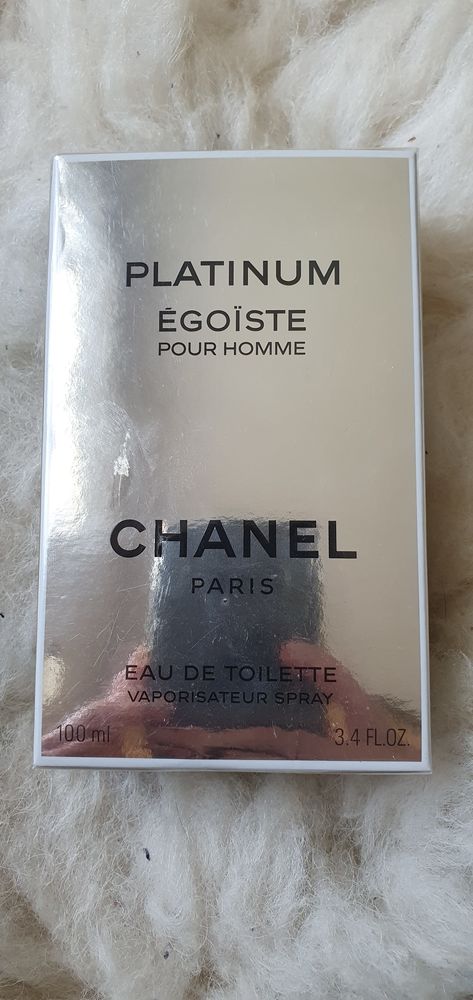 PLATINUM
ÉGOÏSTE
POUR HOMME
CHANEL
PARIS
EAU DE TOILETTE
VAPORISATEUR SPRAY
100 ml 3.4 FL.OZ.